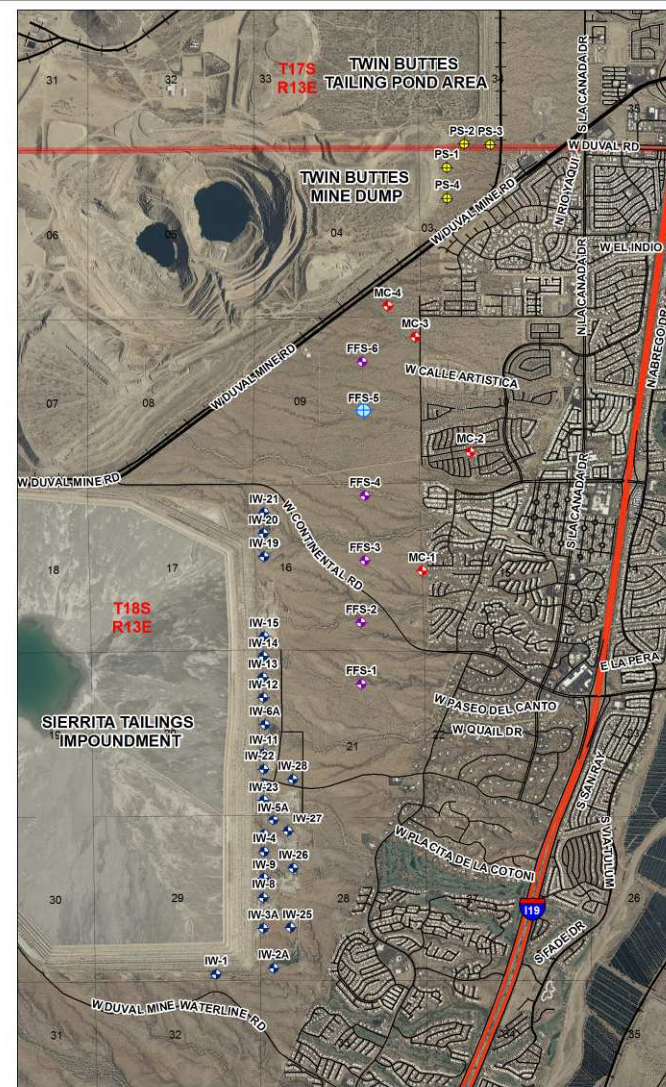 31
32
33
T17S
R13E
TWIN BUTTES
TAILING POND AREA
34
S LA CANADA DR
35
PS-2
PS-3
W DUVAL RD
PS-1
TWIN BUTTES
MINE DUMP
PS-4
N RIO YAQUI
W DUVAL MINE RD
06
05
04
03
W EL INDIO
N LA CANADA DR
N ABREGO DR
MC-4
MC-3
FFS-6
W DUVAL MINE RD
W CALLE ARTISTICA
07
08
09
FFS-5
MC-2
S LA CANADA DR
W DUVAL MINE RD
FFS-4
IW-21
IW-20
IW-19
W CONTINENTAL RD
18
17
16
FFS-3
MC-1
15
14
T18S
R13E
FFS-2
IW-15
IW-14
IW-13
E LA PERA
FFS-1
IW-12
W PASEO DEL CANTO
IW-6A
SIERRITA TAILINGS
IMPOUNDMENT
19
W QUAIL DR
22
23
IW-11
21
IW-22
IW-28
S SAN RAY
IW-23
IW-5A
IW-27
S VIA TULUM
IW-4
W PLACITA DE LA COTONI
IW-26
IW-9
IW-8
30
29
28
26
I19
IW-3A
IW-25
S FADE DR
IW-1
IW-2A
W DUVAL MINE WATERLINE RD
31
32
33
34
35